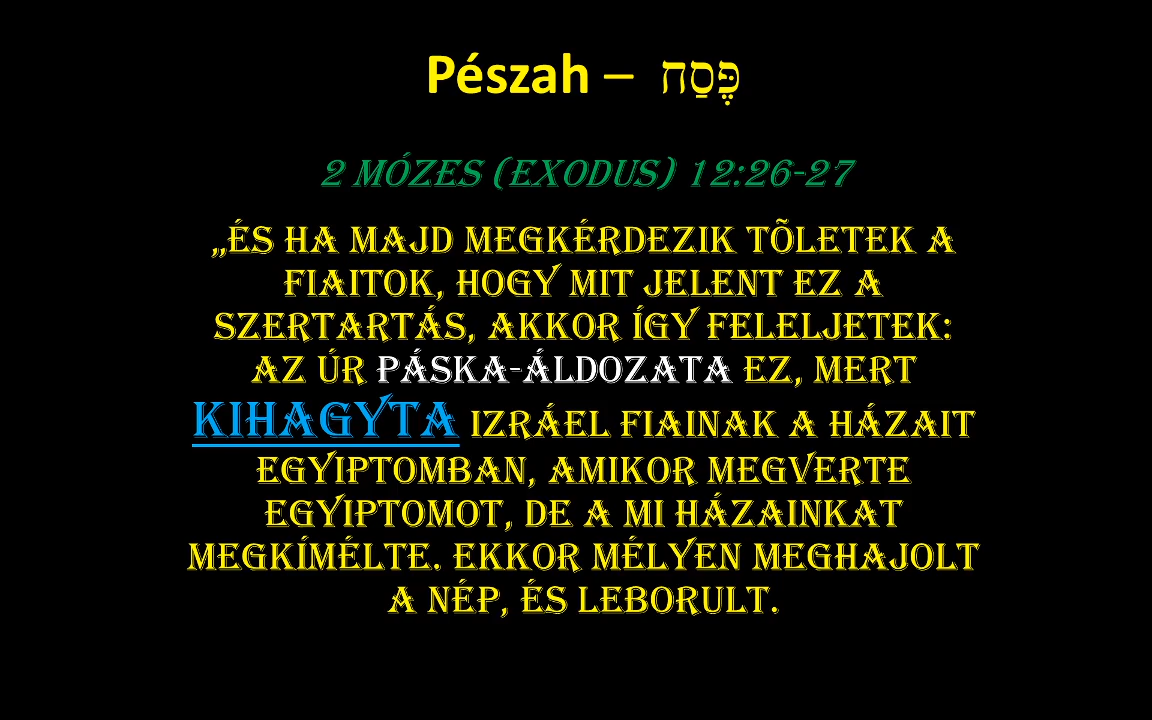 Pészah – פֶּסַח
2 MÓZES (EXODUS) 12:26-27
„ÉS HA MAJD MEGKÉRDEZIK TÕLETEK A
FIAITOK, HOGY MIT JELENT EZ A
SZERTARTÁS, AKKOR ÍGY FELELJETEK:
AZ ÚR PÁSKA-ÁLDOZATA EZ, MERT
KIHAGYTA IZRÁEL FIAINAK A HÁZAIT
EGYIPTOMBAN, AMIKOR MEGVERTE
EGYIPTOMOT, DE A MI HÁZAINKAT
MEGKÍMÉLTE. EKKOR MÉLYEN MEGHAJOLT
A NÉP, ÉS LEBORULT.